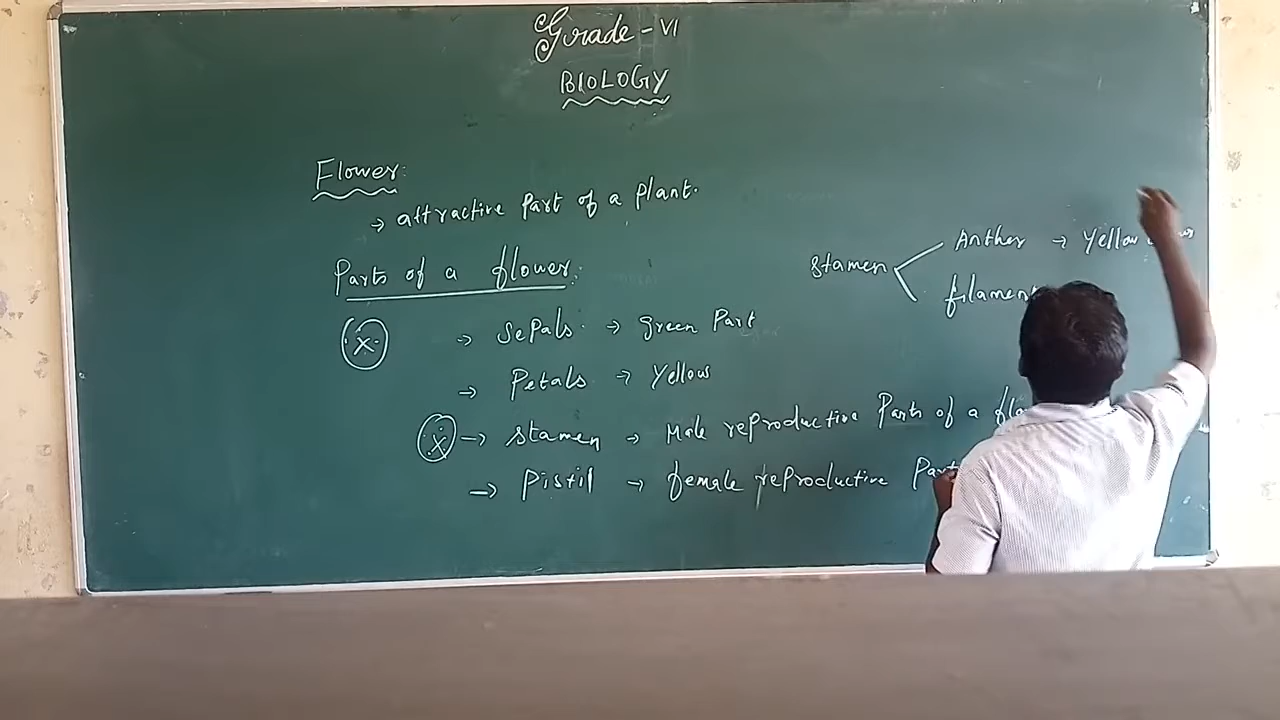 Grade - VI
BIOLOGY
Flower:
→ attractive part of a plant.
Parts of a flower:
(x) → Sepals → green Part
→ Petals → Yellow
(x) → Stamen → Male reproductive Parts of a
→ Pistil → female reproductive Part
Stamen
Anther → Yellow
filament